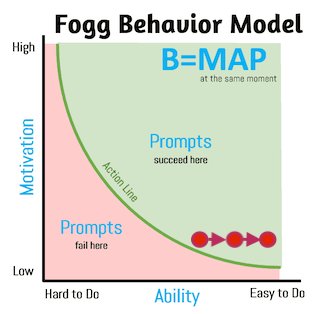 Fogg Behavior Model
High
B=MAP
at the same moment
Motivation
Prompts
succeed here
Action Line
Prompts
fail here
Low
Hard to Do
Ability
Easy to Do